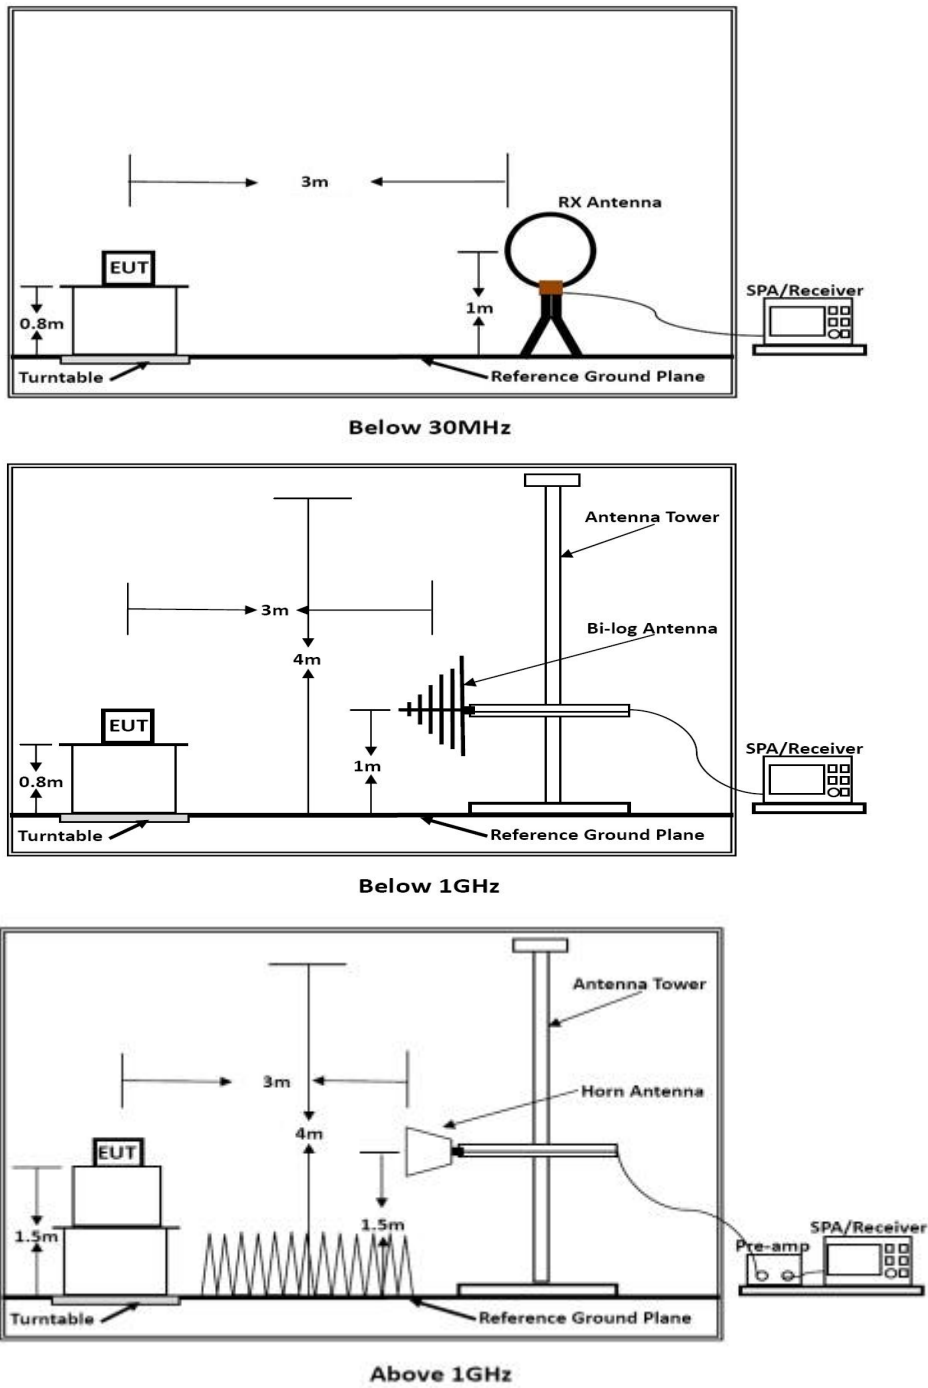 3m
RX Antenna
EUT
SPA/Receiver
1m
0.8m
Turntable
Reference Ground Plane
Below 30MHz
Antenna Tower
3m
Bi-log Antenna
4m
EUT
SPA/Receiver
1m
0.8m
Turntable
Reference Ground Plane
Below 1GHz
Antenna Tower
3m
Horn Antenna
4m
EUT
1.5m
SPA/Receiver
1.5m
Pre-amp
Turntable
Reference Ground Plane
Above 1GHz